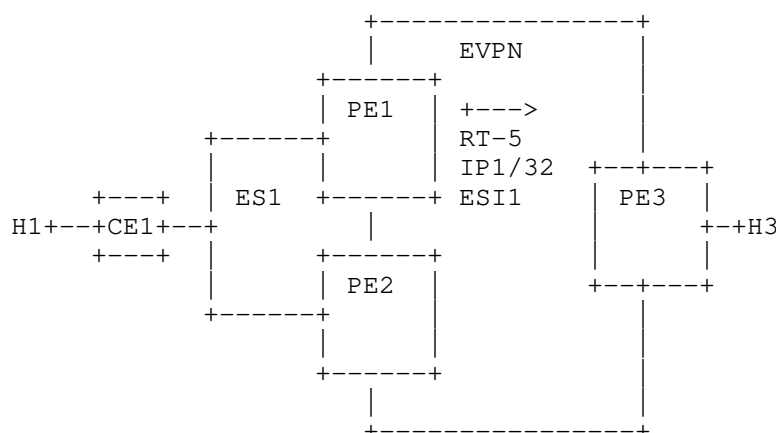 EVPN
PE1 +--->
RT-5
IP1/32
ES1 ESI1 PE3
H1 CE1 H3
PE2